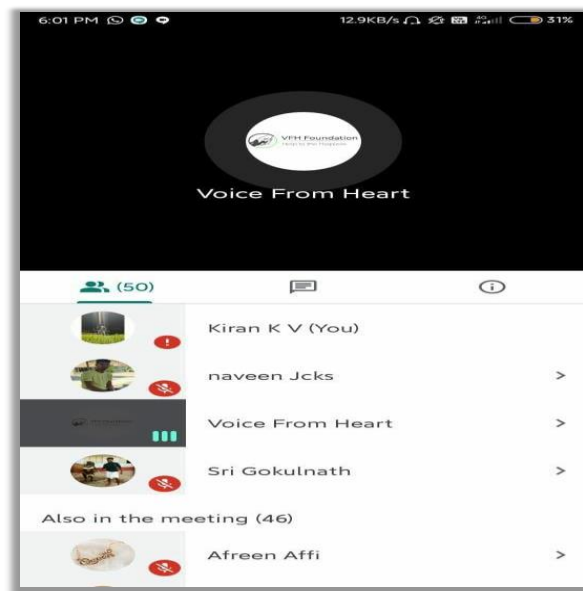 6:01 PM 12.9KB/s 4G 31%
VFH Foundation
Voice From Heart
(50)
Kiran K V (You)
naveen Jcks
Voice From Heart
Sri Gokulnath
Also in the meeting (46)
Afreen Affi